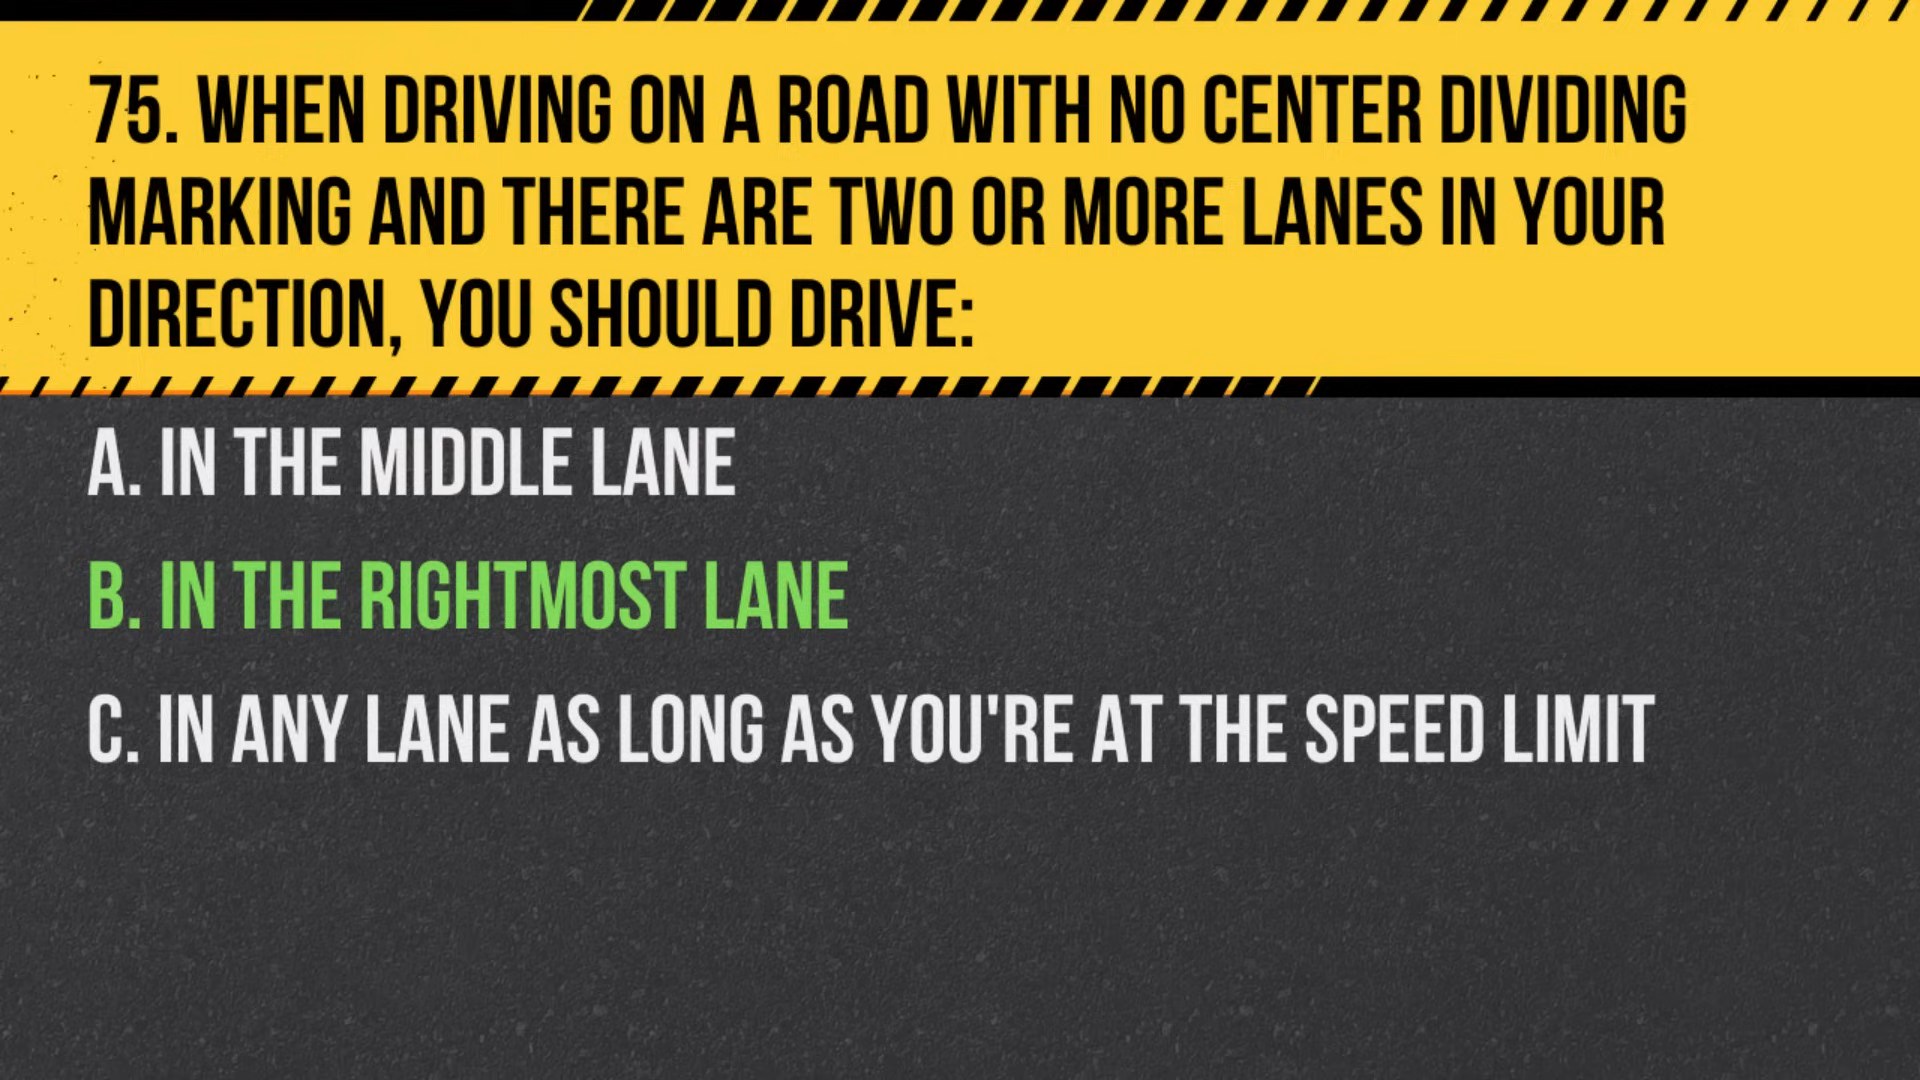 75. WHEN DRIVING ON A ROAD WITH NO CENTER DIVIDING
MARKING AND THERE ARE TWO OR MORE LANES IN YOUR
DIRECTION, YOU SHOULD DRIVE:
A. IN THE MIDDLE LANE
B. IN THE RIGHTMOST LANE
C. IN ANY LANE AS LONG AS YOU'RE AT THE SPEED LIMIT